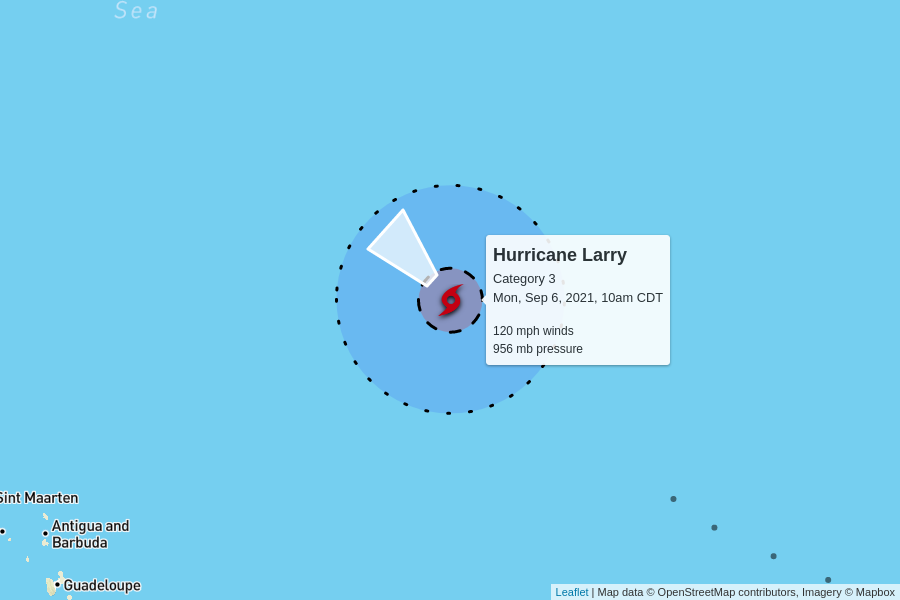 Sea
Hurricane Larry
Category 3
Mon, Sep 6, 2021, 10am CDT
120 mph winds
956 mb pressure
Sint Maarten
Antigua and
Barbuda
Guadeloupe
Leaflet | Map data © OpenStreetMap contributors, Imagery © Mapbox